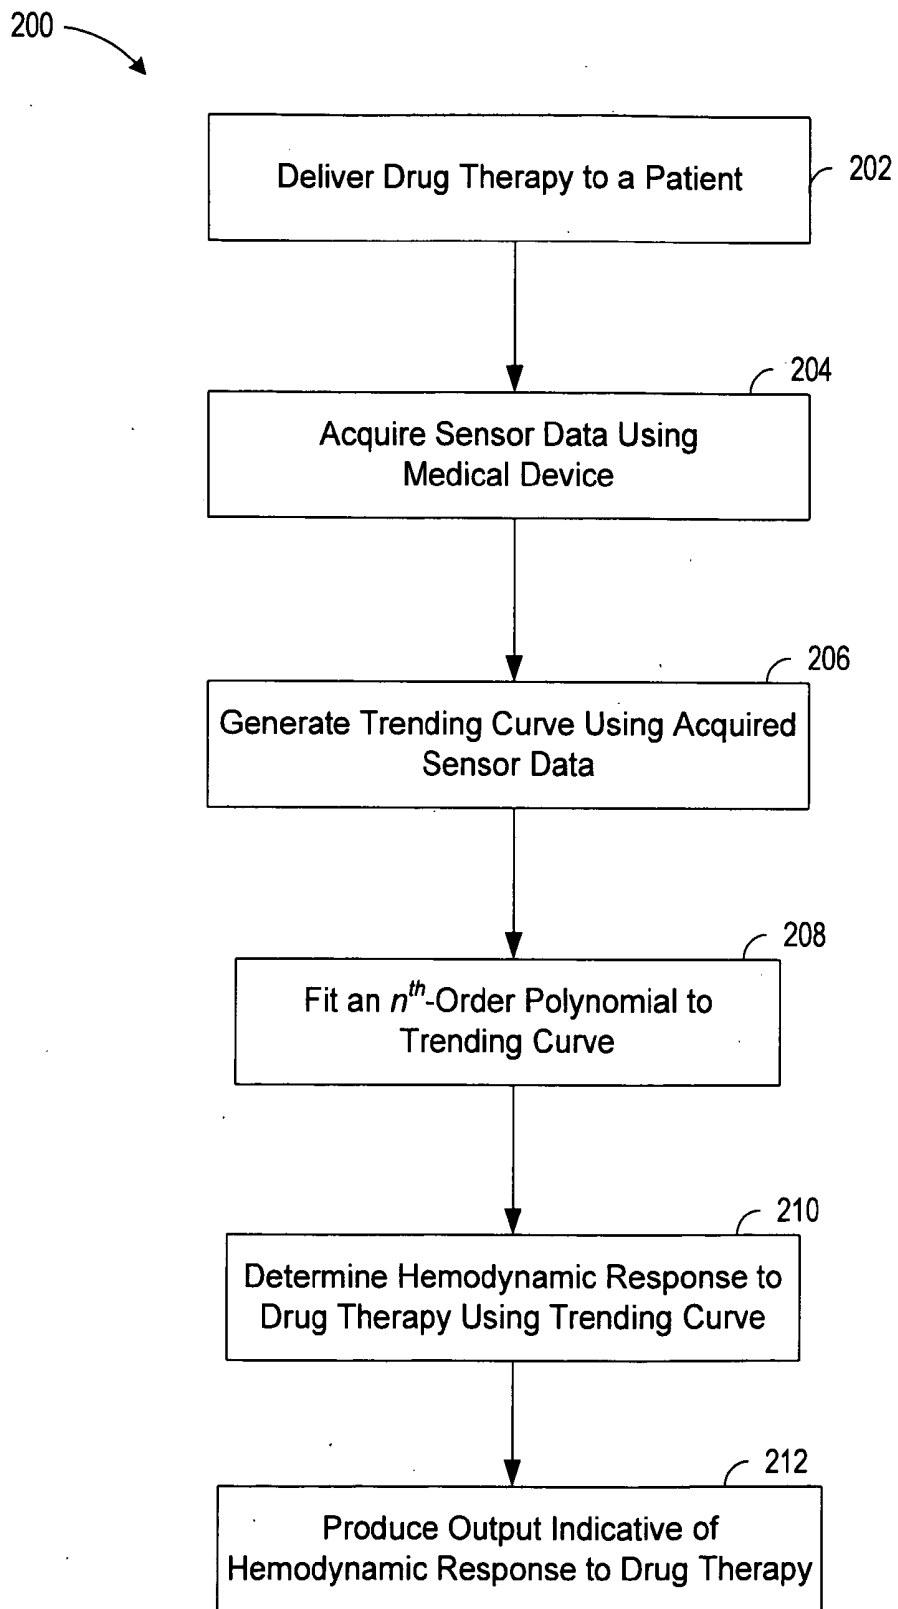 200
Deliver Drug Therapy to a Patient
202
204
Acquire Sensor Data Using
Medical Device
206
Generate Trending Curve Using Acquired
Sensor Data
208
Fit an nth-Order Polynomial to
Trending Curve
210
Determine Hemodynamic Response to
Drug Therapy Using Trending Curve
212
Produce Output Indicative of
Hemodynamic Response to Drug Therapy